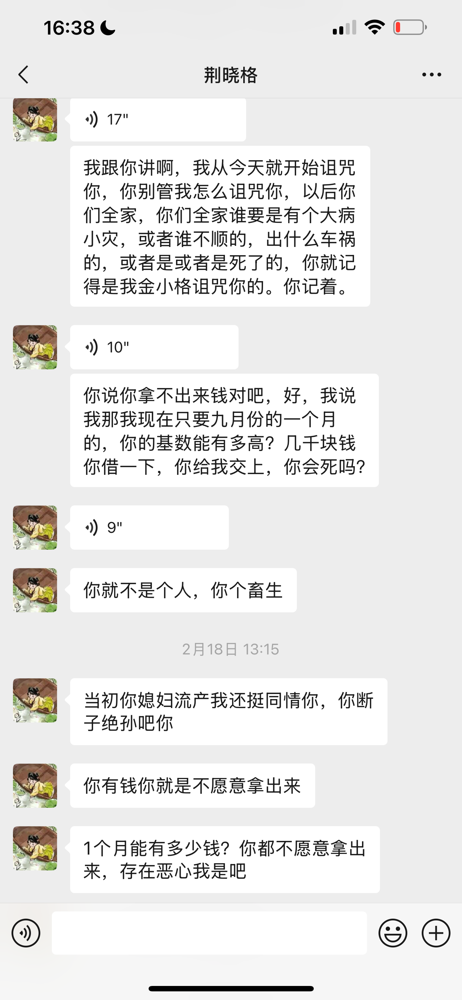 16:38
荆晓格
17"
我跟你讲啊，我从今天就开始诅咒
你，你别管我怎么诅咒你，以后你
们全家，你们全家谁要是有个大病
小灾，或者谁不顺的，出什么车祸
的，或者是或者是死了的，你就记
得是我金小格诅咒你的。你记着。
10"
你说你拿不出来钱对吧，好，我说
我那我现在只要九月份的一个月
的，你的基数能有多高？几千块钱
你借一下，你给我交上，你会死吗？
9"
你就不是个人，你个畜生
2月18日 13:15
当初你媳妇流产我还挺同情你，你断
子绝孙吧你
你有钱你就是不愿意拿出来
1个月能有多少钱？你都不愿意拿出
来，存在恶心我是吧